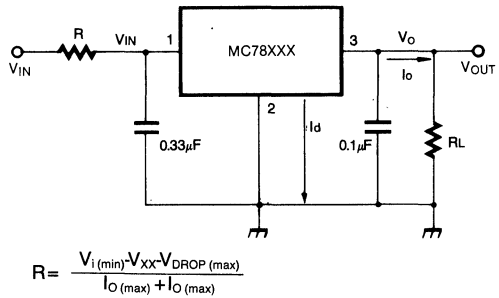 R
VIN
1
MC78XXX
3
VO
VIN
IO
VOUT
2
Id
0.33μF
0.1μF
RL
R= Vi (min)-VXX-VDROP (max)
IO (max) + IO (max)